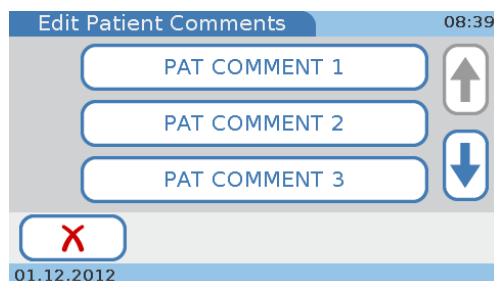 Edit Patient Comments
08:39
PAT COMMENT 1
PAT COMMENT 2
PAT COMMENT 3
01.12.2012